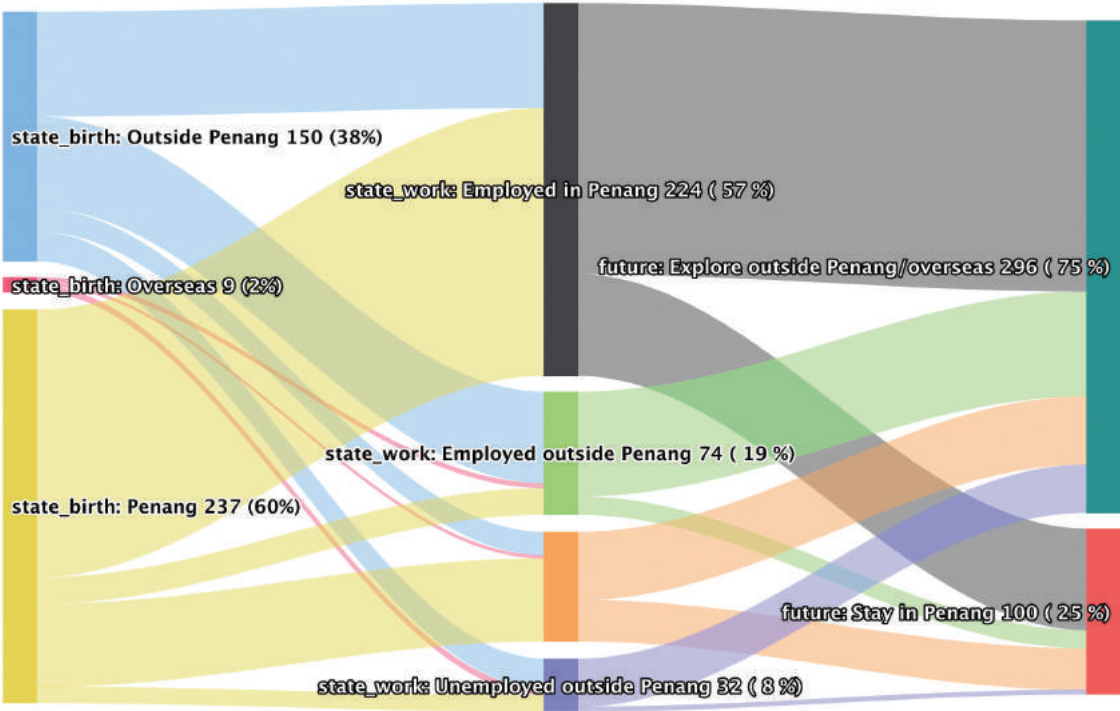 state_birth: Outside Penang 150 (38%)
state_work: Employed in Penang 224 ( 57 %)
future: Explore outside Penang/overseas 296 ( 75 %)
state_birth: Overseas 9 (2%)
state_work: Employed outside Penang 74 ( 19 %)
state_birth: Penang 237 (60%)
future: Stay in Penang 100 ( 25 %)
state_work: Unemployed outside Penang 32 ( 8 %)